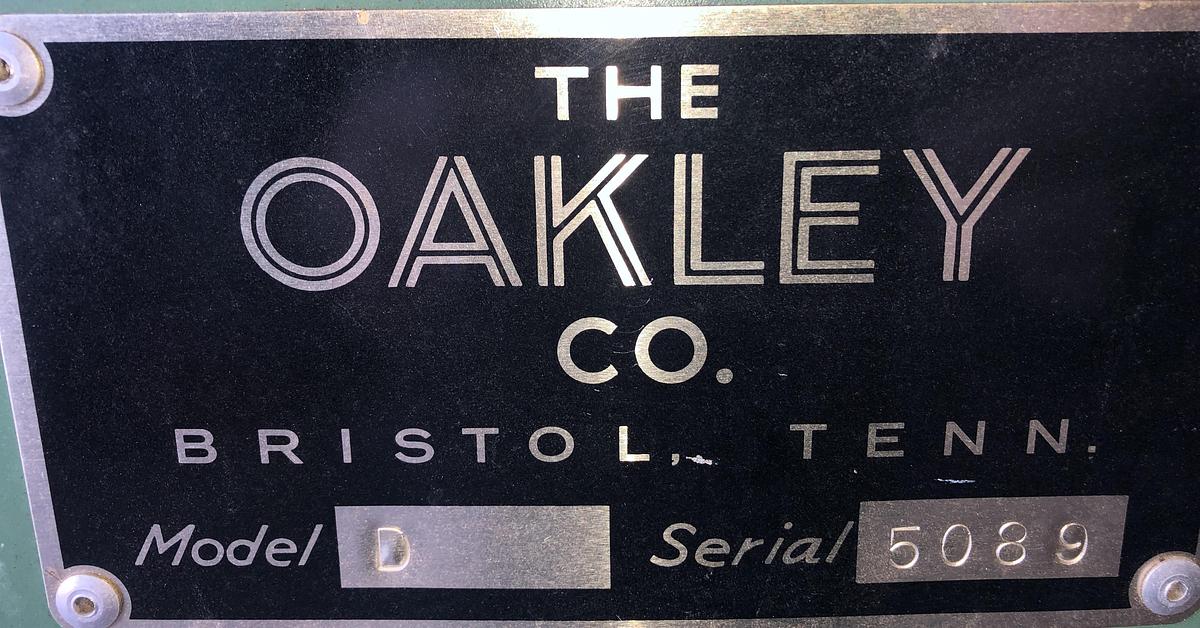 THE
OAKLEY
CO.
BRISTOL, TENN.
Model D Serial 5089